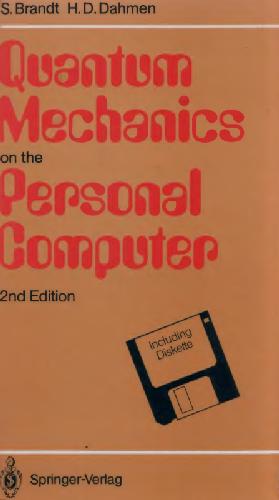 S. Brandt H. D. Dahmen
Quantum
Mechanics
on the
Personal
Computer
2nd Edition
Including
Diskette
Springer-Verlag